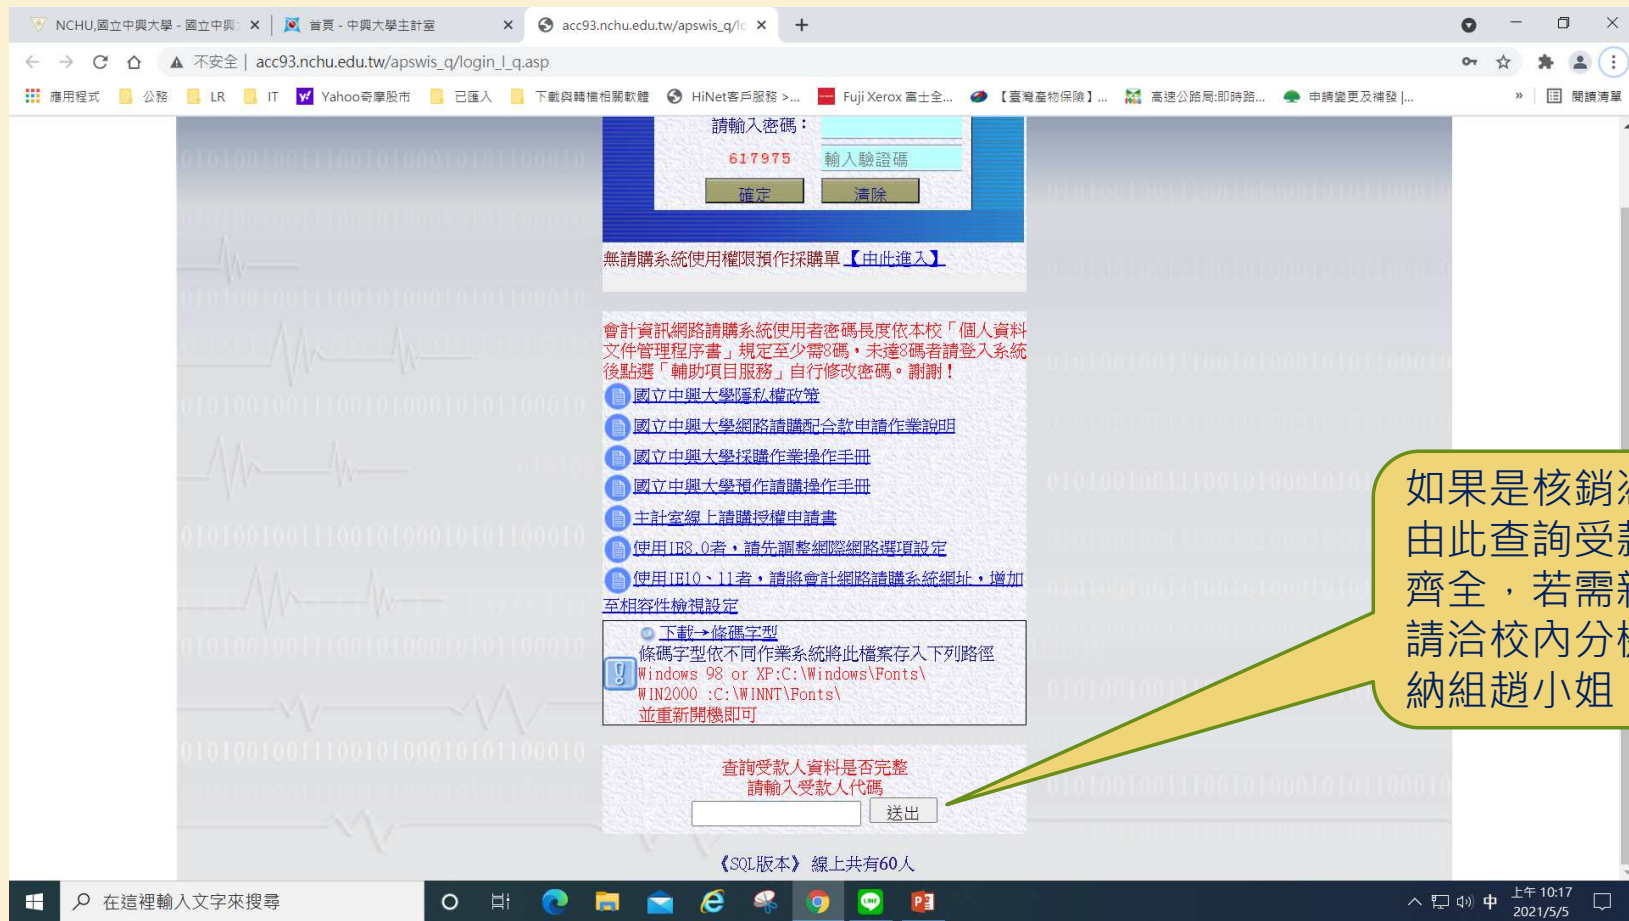 NCHU,國立中興大學 - 國立中興
首頁 - 中興大學主計室
acc93.nchu.edu.tw/apswis_q/lo
不安全 | acc93.nchu.edu.tw/apswis_q/login_l_q.asp
應用程式 公務 LR IT Yahoo奇摩股市 已匯入 下載與轉檔相關軟體 HiNet客戶服務 >... Fuji Xerox 富士全... 【臺灣產物保險】... 高速公路局:即時路... 申請變更及補發 |... » 閱讀清單
請輸入密碼：
617975 輸入驗證碼
確定 清除
無請購系統使用權限預作採購單【由此進入】
會計資訊網路請購系統使用者密碼長度依本校「個人資料
文件管理程序書」規定至少需8碼，未達8碼者請登入系統
後點選「輔助項目服務」自行修改密碼。謝謝！
國立中興大學隱私權政策
國立中興大學網路請購配合款申請作業說明
國立中興大學採購作業操作手冊
國立中興大學預作請購操作手冊
主計室線上請購授權申請書
使用IE8.0者，請先調整網際網路選項設定
使用IE10、11者，請將會計網路請購系統網址，增加
至相容性檢視設定
下載→條碼字型
條碼字型依不同作業系統將此檔案存入下列路徑
Windows 98 or XP:C:\Windows\Fonts\
WIN2000 :C:\WINNT\Fonts\
並重新開機即可
查詢受款人資料是否完整
請輸入受款人代碼
送出
《SQL版本》 線上共有60人
如果是核銷
由此查詢受
齊全，若需
請洽校內分
納組趙小姐
在這裡輸入文字來搜尋
中 上午 10:17
2021/5/5